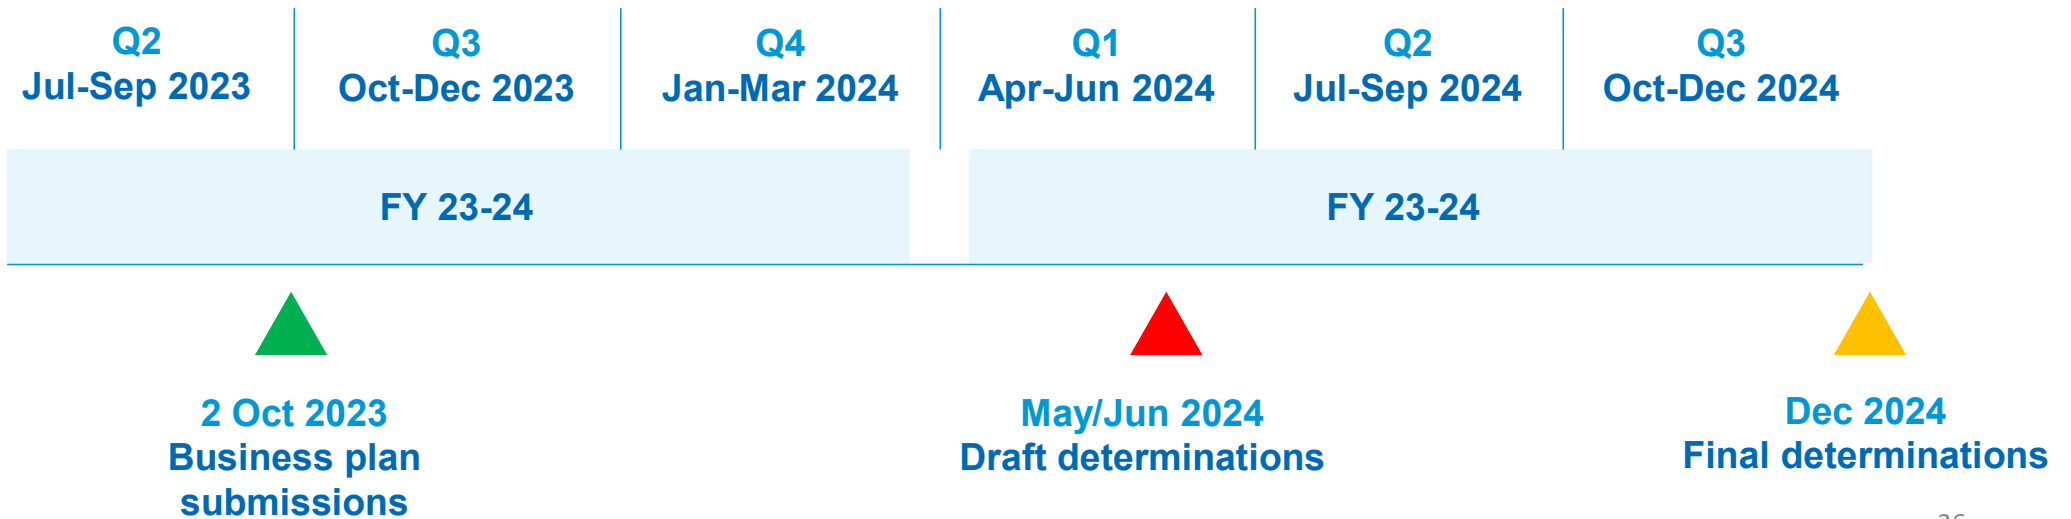 Q2
Jul-Sep 2023
Q3
Oct-Dec 2023
Q4
Jan-Mar 2024
Q1
Apr-Jun 2024
Q2
Jul-Sep 2024
Q3
Oct-Dec 2024
FY 23-24
FY 23-24
2 Oct 2023
Business plan
submissions
May/Jun 2024
Draft determinations
Dec 2024
Final determinations